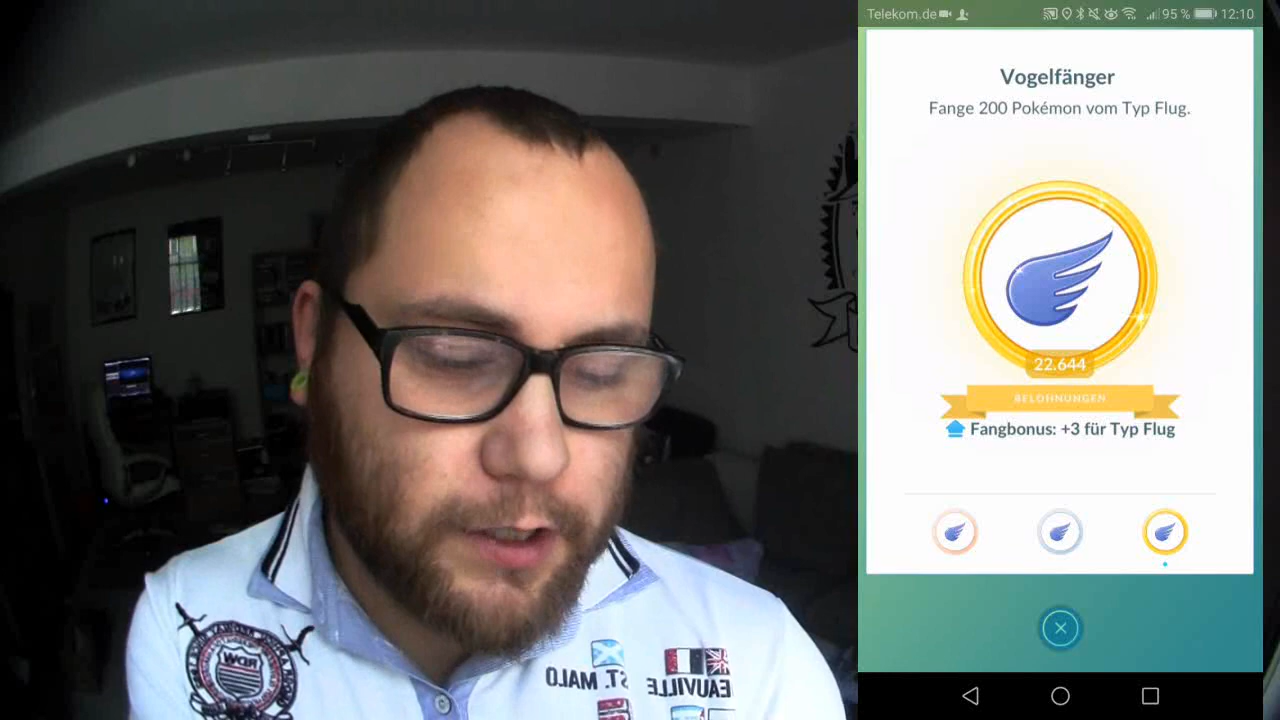 Telekom.de
95 %
12:10
Vogelfänger
Fange 200 Pokémon vom Typ Flug.
22.644
BELOHNUNGEN
Fangbonus: +3 für Typ Flug
RDW
ST. MALO
EAUVILLE